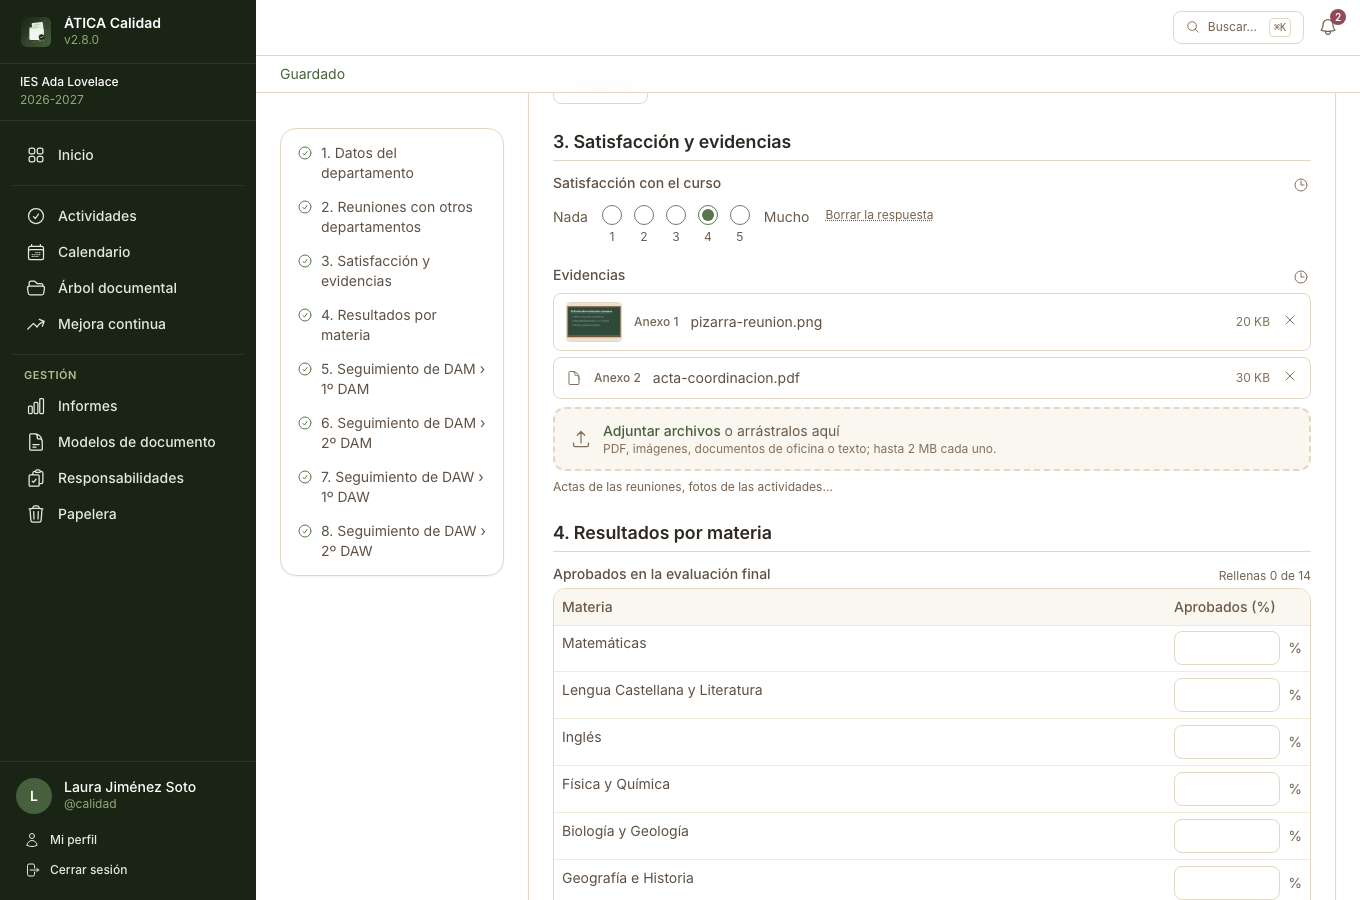 ÁTICA Calidad
v2.8.0
IES Ada Lovelace
2026-2027
Inicio
Actividades
Calendario
Árbol documental
Mejora continua
GESTIÓN
Informes
Modelos de documento
Responsabilidades
Papelera
L
Laura Jiménez Soto
@calidad
Mi perfil
Cerrar sesión
Buscar...
⌘K
2
Guardado
1. Datos del
departamento
2. Reuniones con otros
departamentos
3. Satisfacción y
evidencias
4. Resultados por
materia
5. Seguimiento de DAM ›
1º DAM
6. Seguimiento de DAM ›
2º DAM
7. Seguimiento de DAW ›
1º DAW
8. Seguimiento de DAW ›
2º DAW
3. Satisfacción y evidencias
Satisfacción con el curso
Nada
1 2 3 4 5
Mucho
Borrar la respuesta
Evidencias
Anexo 1 pizarra-reunion.png 20 KB
Anexo 2 acta-coordinacion.pdf 30 KB
Adjuntar archivos o arrástralos aquí
PDF, imágenes, documentos de oficina o texto; hasta 2 MB cada uno.
Actas de las reuniones, fotos de las actividades...
4. Resultados por materia
Aprobados en la evaluación final
Rellenas 0 de 14
Materia Aprobados (%)
Matemáticas %
Lengua Castellana y Literatura %
Inglés %
Física y Química %
Biología y Geología %
Geografía e Historia %